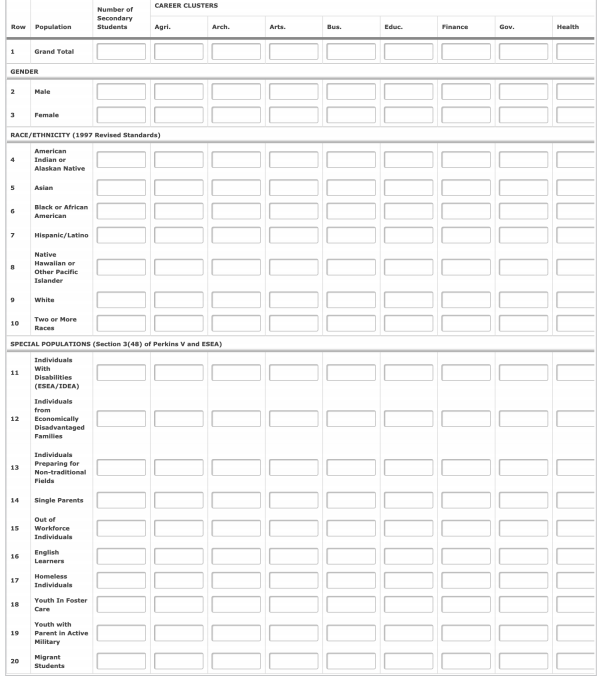 CAREER CLUSTERS
Row Population Number of Secondary Students Agri. Arch. Arts. Bus. Educ. Finance Gov. Health
1 Grand Total
GENDER
2 Male
3 Female
RACE/ETHNICITY (1997 Revised Standards)
4 American
Indian or
Alaskan Native
5 Asian
6 Black or African
American
7 Hispanic/Latino
8 Native
Hawaiian or
Other Pacific
Islander
9 White
10 Two or More
Races
SPECIAL POPULATIONS (Section 3(48) of Perkins V and ESEA)
11 Individuals
With
Disabilities
(ESEA/IDEA)
12 Individuals
from
Economically
Disadvantaged
Families
13 Individuals
Preparing for
Non-traditional
Fields
14 Single Parents
15 Out of
Workforce
Individuals
16 English
Learners
17 Homeless
Individuals
18 Youth In Foster
Care
19 Youth with
Parent in Active
Military
20 Migrant
Students